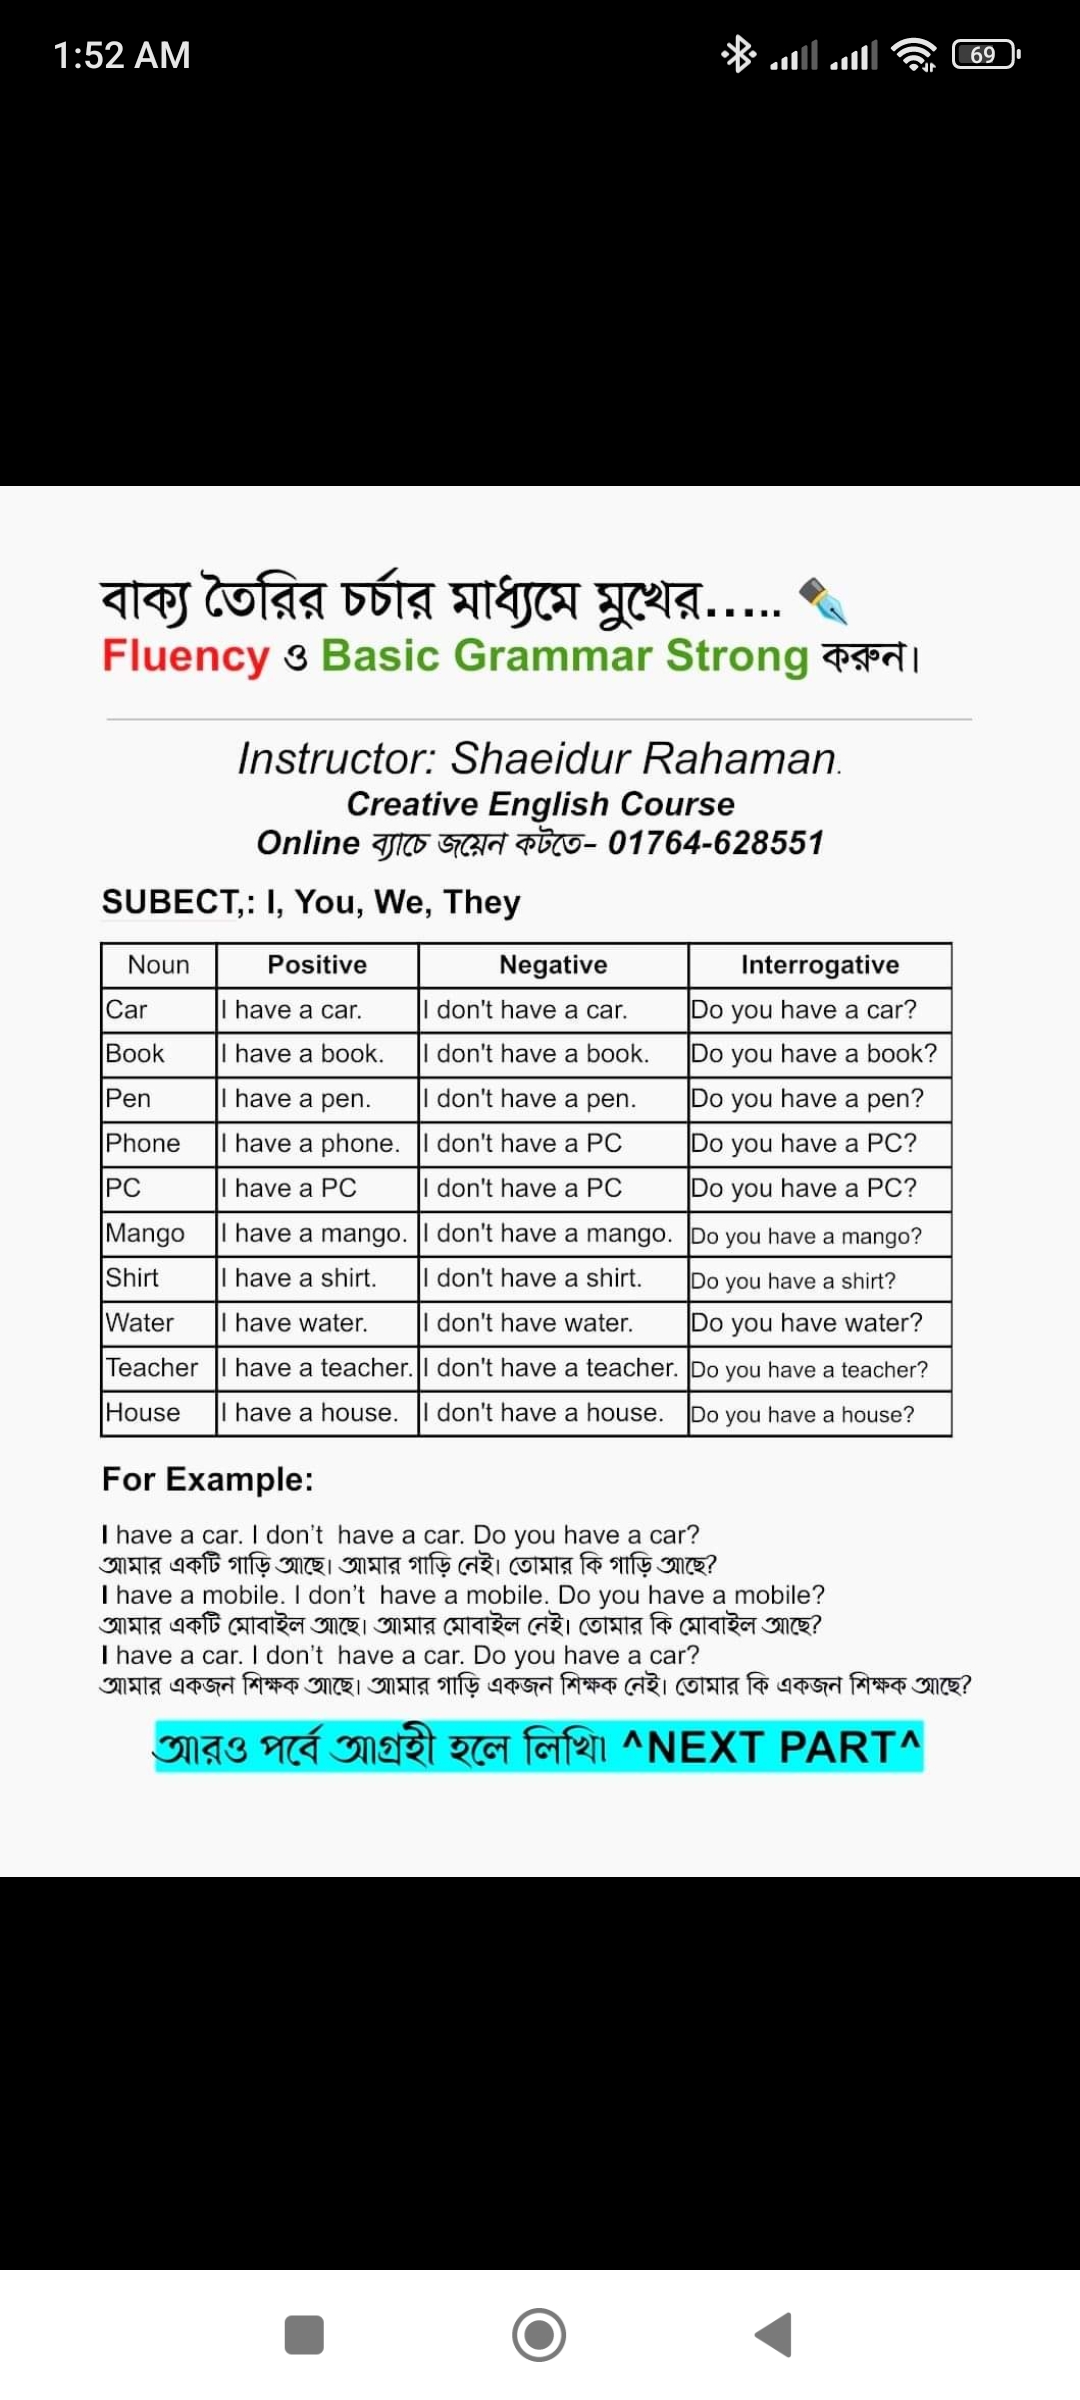 1:52 AM
69
বাক্য তৈরির চর্চার মাধ্যমে মুখের.....
Fluency ও Basic Grammar Strong করুন।
Instructor: Shaeidur Rahaman.
Creative English Course
Online ব্যাচে জয়েন কটতে- 01764-628551
SUBECT,: I, You, We, They
Noun Positive Negative Interrogative
Car I have a car. I don't have a car. Do you have a car?
Book I have a book. I don't have a book. Do you have a book?
Pen I have a pen. I don't have a pen. Do you have a pen?
Phone I have a phone. I don't have a PC Do you have a PC?
PC I have a PC I don't have a PC Do you have a PC?
Mango I have a mango. I don't have a mango. Do you have a mango?
Shirt I have a shirt. I don't have a shirt. Do you have a shirt?
Water I have water. I don't have water. Do you have water?
Teacher I have a teacher. I don't have a teacher. Do you have a teacher?
House I have a house. I don't have a house. Do you have a house?
For Example:
I have a car. I don’t have a car. Do you have a car?
আমার একটি গাড়ি আছে। আমার গাড়ি নেই। তোমার কি গাড়ি আছে?
I have a mobile. I don’t have a mobile. Do you have a mobile?
আমার একটি মোবাইল আছে। আমার মোবাইল নেই। তোমার কি মোবাইল আছে?
I have a car. I don’t have a car. Do you have a car?
আমার একজন শিক্ষক আছে। আমার গাড়ি একজন শিক্ষক নেই। তোমার কি একজন শিক্ষক আছে?
আরও পর্বে আগ্রহী হলে লিখি৷ ^NEXT PART^